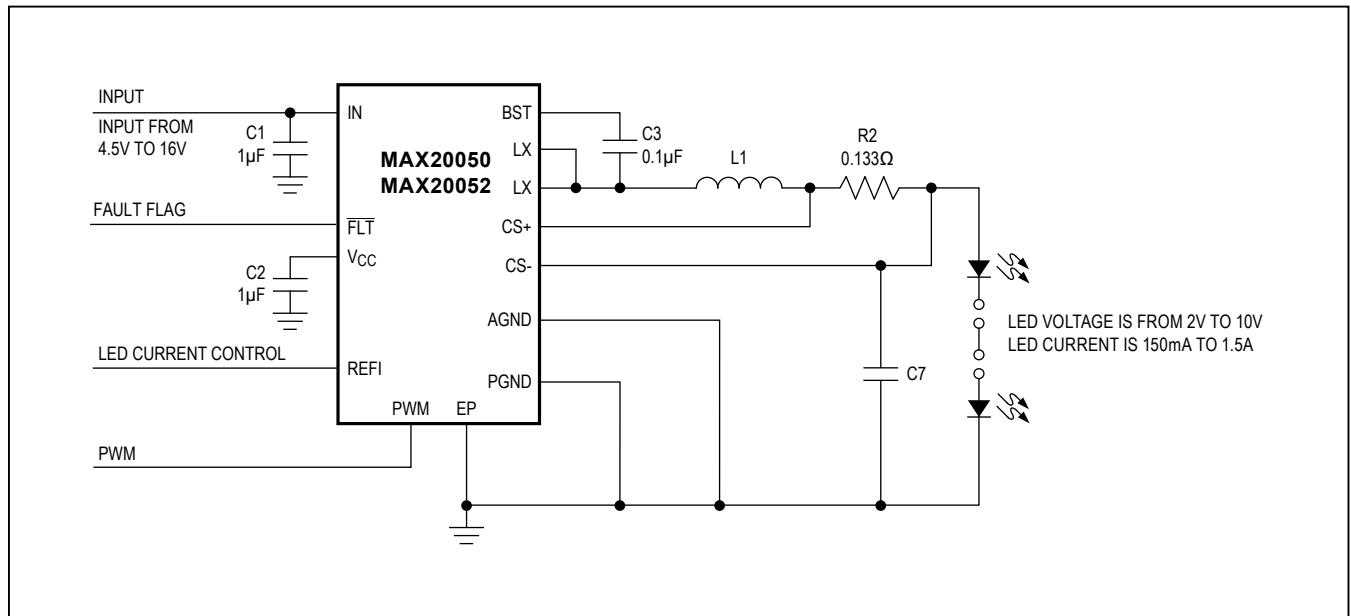 INPUT
INPUT FROM
4.5V TO 16V
C1
1µF
FAULT FLAG
C2
1µF
LED CURRENT CONTROL
PWM
IN
FLT
VCC
REFI
PWM
EP
MAX20050
MAX20052
BST
LX
LX
CS+
CS-
AGND
PGND
C3
0.1µF
L1
R2
0.133Ω
C7
LED VOLTAGE IS FROM 2V TO 10V
LED CURRENT IS 150mA TO 1.5A